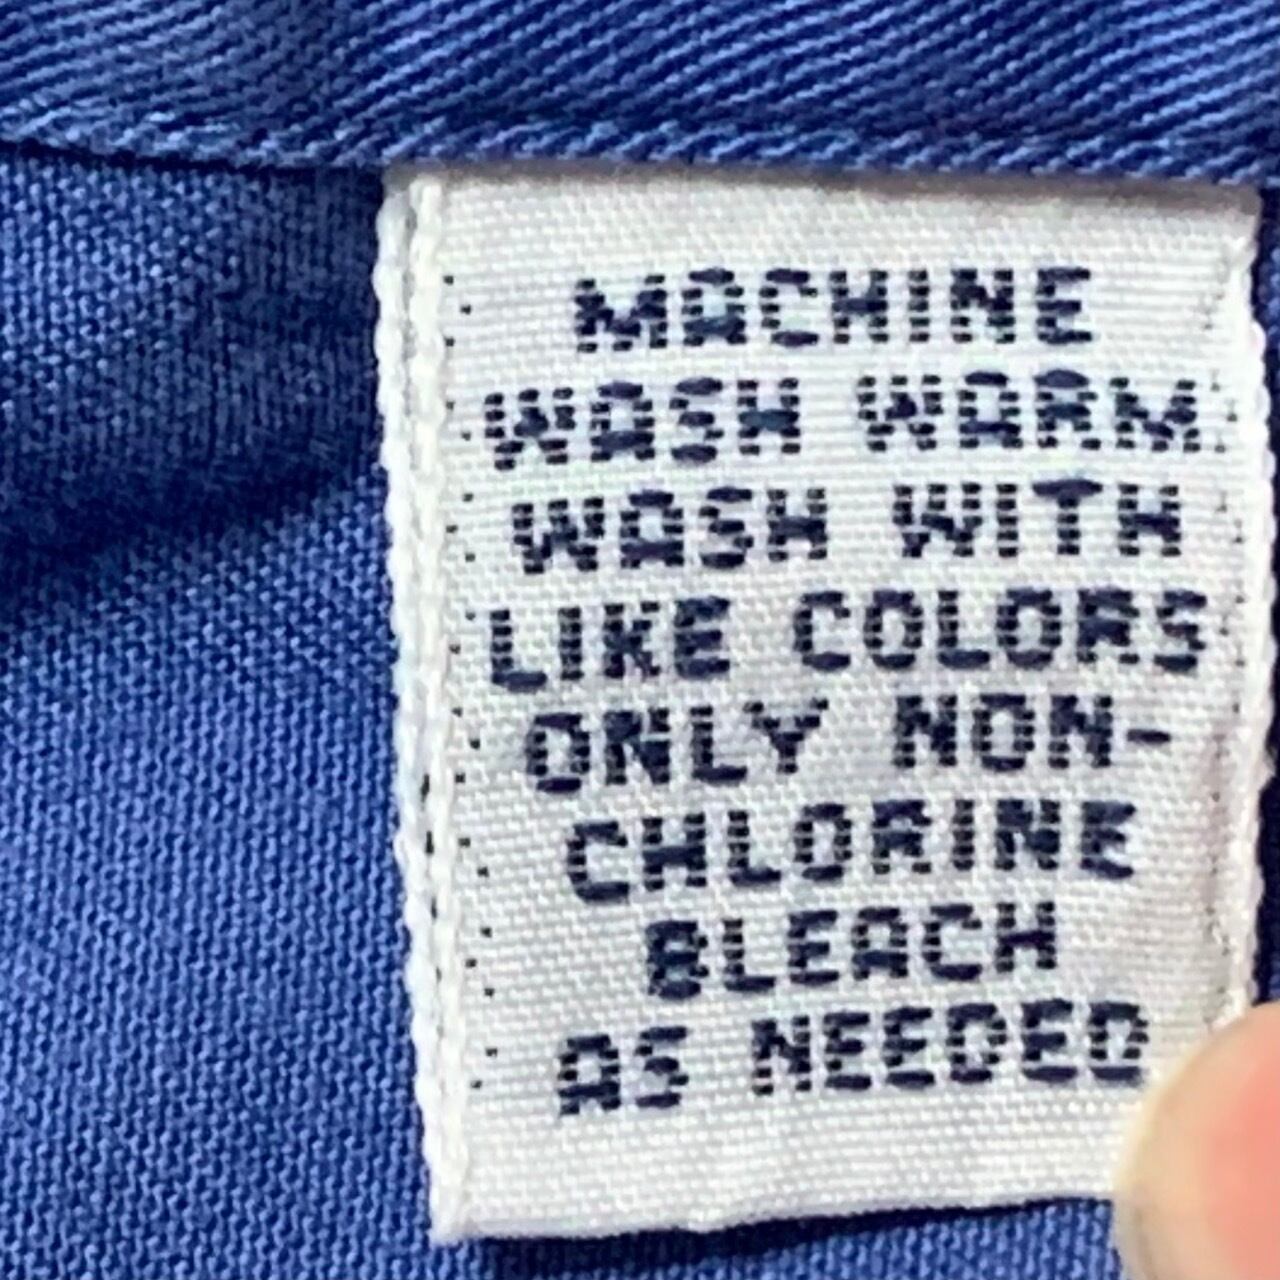 MACHINE
WASH WARM
WASH WITH
LIKE COLORS
ONLY NON-
CHLORINE
BLEACH
AS NEEDED